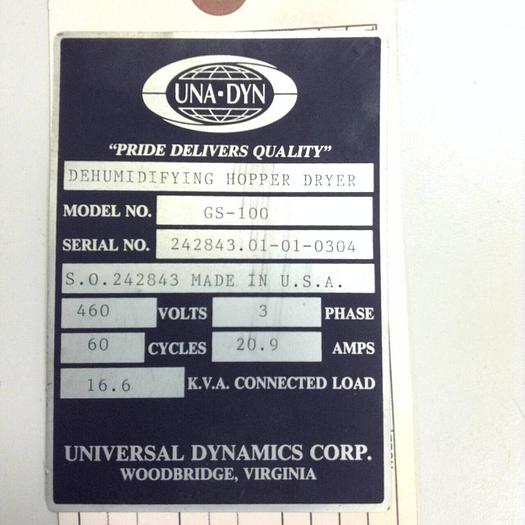 UNA•DYN
"PRIDE DELIVERS QUALITY"
DEHUMIDIFYING HOPPER DRYER
MODEL NO. GS-100
SERIAL NO. 242843.01-01-0304
S.O.242843 MADE IN U.S.A.
460 VOLTS 3 PHASE
60 CYCLES 20.9 AMPS
16.6 K.V.A. CONNECTED LOAD
UNIVERSAL DYNAMICS CORP.
WOODBRIDGE, VIRGINIA